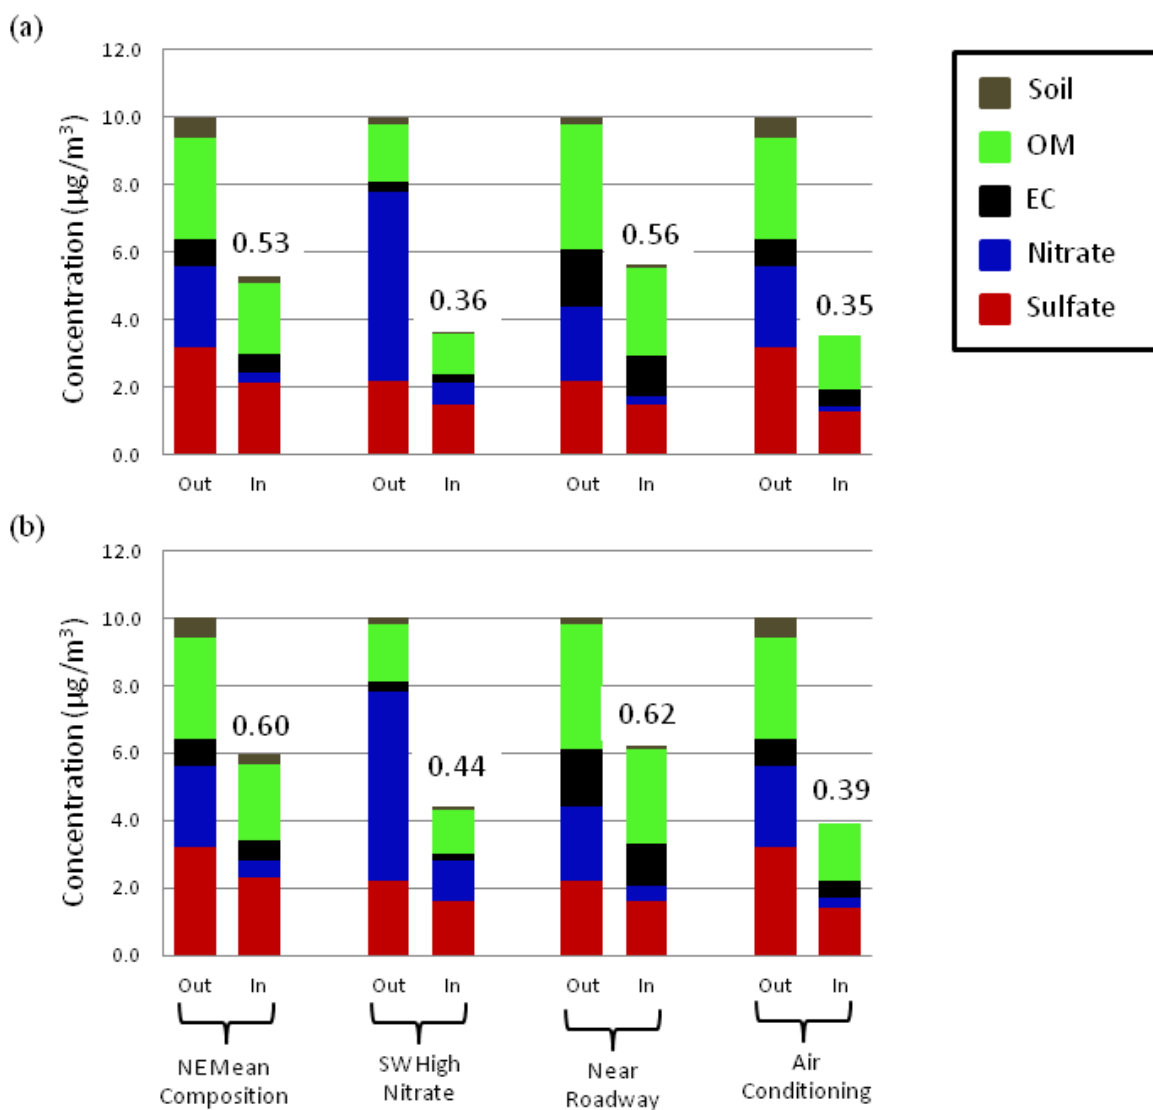 (a)
Concentration (µg/m³)
12.0
10.0
8.0
6.0
4.0
2.0
0.0
0.53
0.36
0.56
0.35
Out In Out In Out In Out In
Soil
OM
EC
Nitrate
Sulfate
(b)
Concentration (µg/m³)
12.0
10.0
8.0
6.0
4.0
2.0
0.0
0.60
0.44
0.62
0.39
Out In Out In Out In Out In
NE Mean
Composition
SW High
Nitrate
Near
Roadway
Air
Conditioning